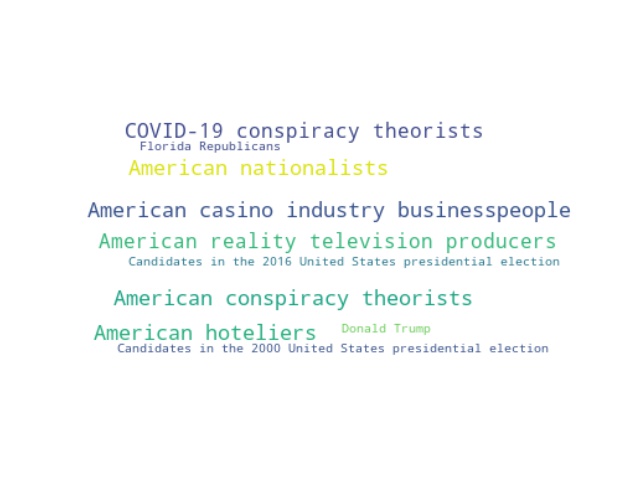 COVID-19 conspiracy theorists
Florida Republicans
American nationalists
American casino industry businesspeople
American reality television producers
Candidates in the 2016 United States presidential election
American conspiracy theorists
American hoteliers Donald Trump
Candidates in the 2000 United States presidential election